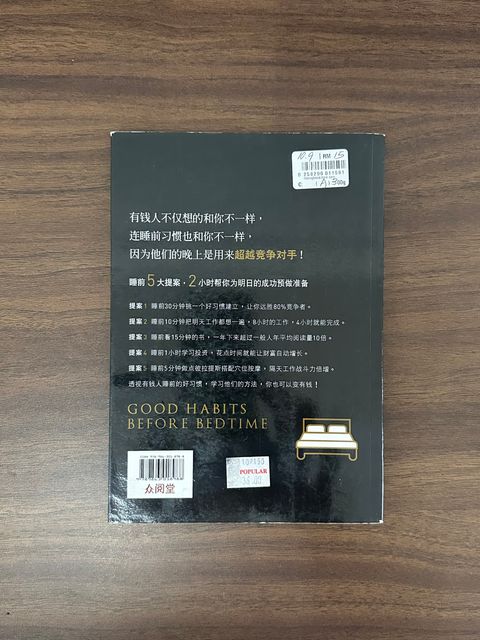 10.9 1 RM 15
1A13
有钱人不仅想的和你不一样，
连睡前习惯也和你不一样，
因为他们的晚上是用来超越竞争对手！
睡前5大提案，2小时帮你为明日的成功预做准备
提案1 睡前30分钟挑一个好习惯建立，让你远胜80%竞争者。
提案2 睡前10分钟把明天工作都想一遍，8小时的工作，4小时就能完成。
提案3 睡前看15分钟的书，一年下来超过一般人年平均阅读量10倍。
提案4 睡前1小时学习投资，花点时间就能让财富自动增长。
提案5 睡前5分钟做点彼拉提斯搭配穴位按摩，隔天工作战斗力倍增。
透视有钱人睡前的好习惯，学习他们的方法，你也可以变有钱！
GOOD HABITS
BEFORE BEDTIME
众阅堂
POPULAR